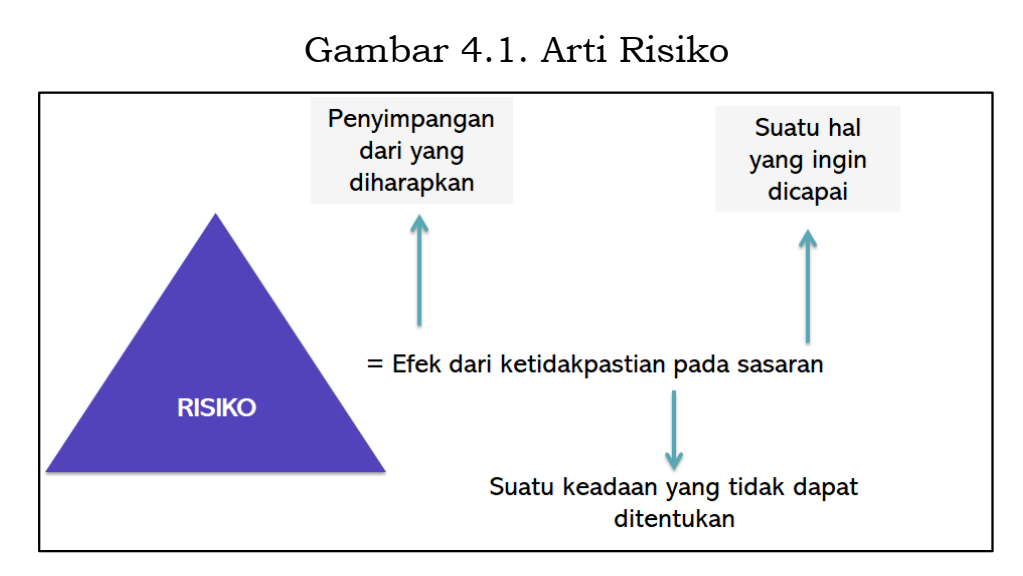 Gambar 4.1. Arti Risiko
Penyimpangan
dari yang
diharapkan
Suatu hal
yang ingin
dicapai
= Efek dari ketidakpastian pada sasaran
RISIKO
Suatu keadaan yang tidak dapat
ditentukan